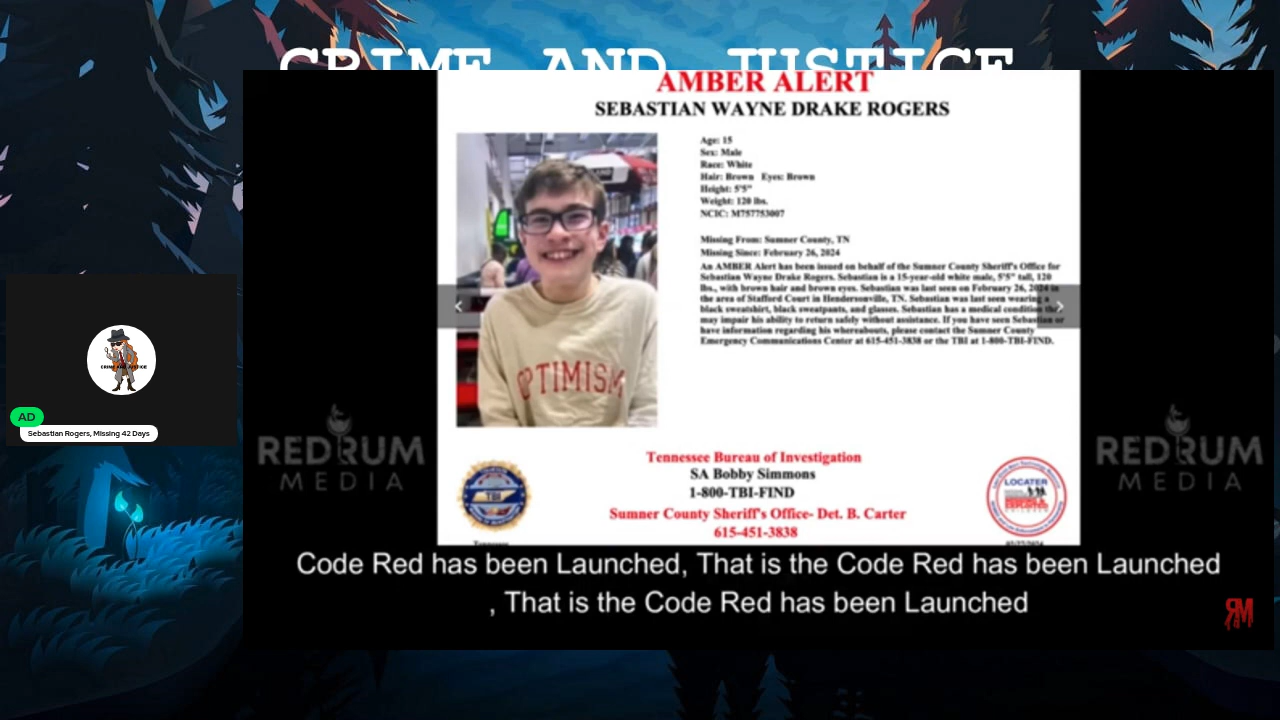 CRIME AND JUSTICE
AMBER ALERT
SEBASTIAN WAYNE DRAKE ROGERS
Age: 15
Sex: Male
Race: White
Hair: Brown Eyes: Brown
Height: 5'5"
Weight: 120 lbs.
NCIC: M757753007
Missing From: Sumner County, TN
Missing Since: February 26, 2024
An AMBER Alert has been issued on behalf of the Sumner County Sheriff's Office for
Sebastian Wayne Drake Rogers. Sebastian is a 15-year-old white male, 5'5" tall, 120
lbs., with brown hair and brown eyes. Sebastian was last seen on February 26, 2024 in
the area of Stafford Court in Hendersonville, TN. Sebastian was last seen wearing a
black sweatshirt, black sweatpants, and glasses. Sebastian has a medical condition that
may impair his ability to return safely without assistance. If you have seen Sebastian or
have information regarding his whereabouts, please contact the Sumner County
Emergency Communications Center at 615-451-3838 or the TBI at 1-800-TBI-FIND.
OPTIMISM
Tennessee Bureau of Investigation
SA Bobby Simmons
1-800-TBI-FIND
Sumner County Sheriff's Office- Det. B. Carter
615-451-3838
TBI
LOCATER
CRIME AND JUSTICE
AD
Sebastian Rogers, Missing 42 Days
REDRUM
MEDIA
REDRUM
MEDIA
Code Red has been Launched, That is the Code Red has been Launched
, That is the Code Red has been Launched
RM